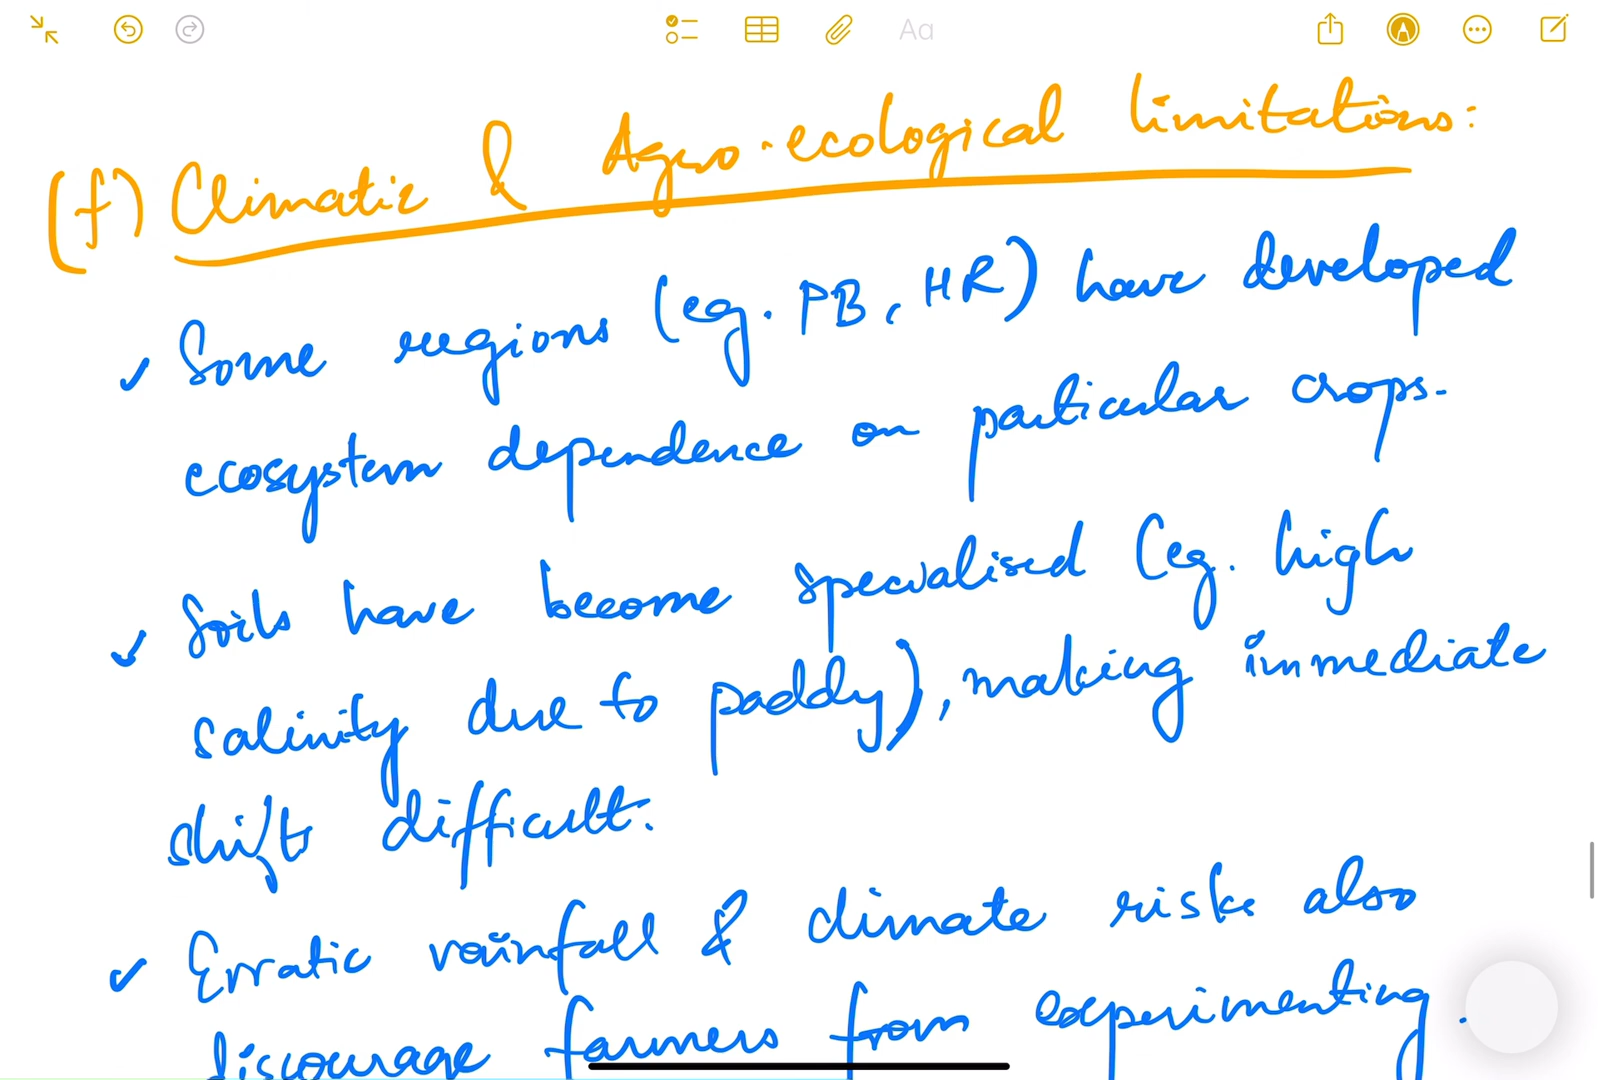 Aa
(f) Climatic & Agro-ecological limitations:
✓ Some regions (eg. PB, HR) have developed
ecosystem dependence on particular crops.
✓ Soils have become specialised (eg. high
salinity due to paddy), making immediate
shift difficult.
✓ Erratic rainfall & climate risks also
discourage farmers from experimenting.